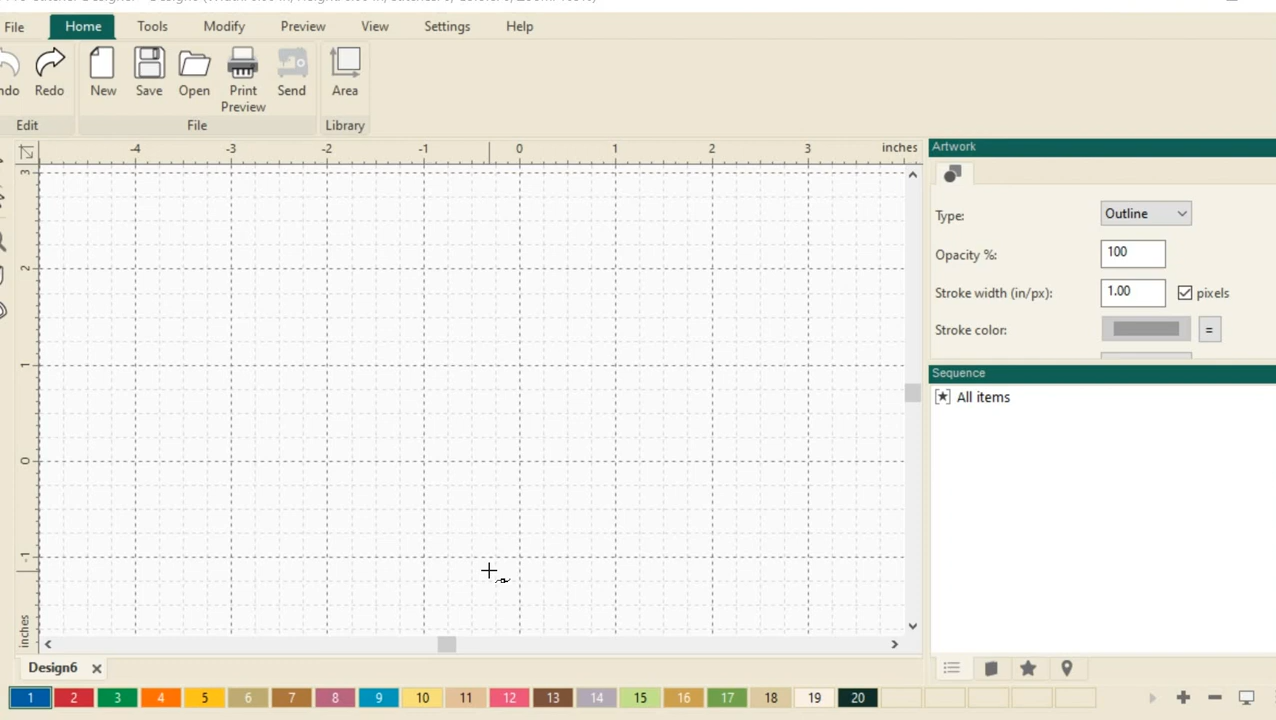 File Home Tools Modify Preview View Settings Help
ndo Redo New Save Open Print Preview Send Area
Edit File Library
-4 -3 -2 -1 0 1 2 3 inches
3
2
1
0
-1
inches
Artwork
Type: Outline
Opacity %: 100
Stroke width (in/px): 1.00 pixels
Stroke color: =
Sequence
All items
Design6
1 2 3 4 5 6 7 8 9 10 11 12 13 14 15 16 17 18 19 20